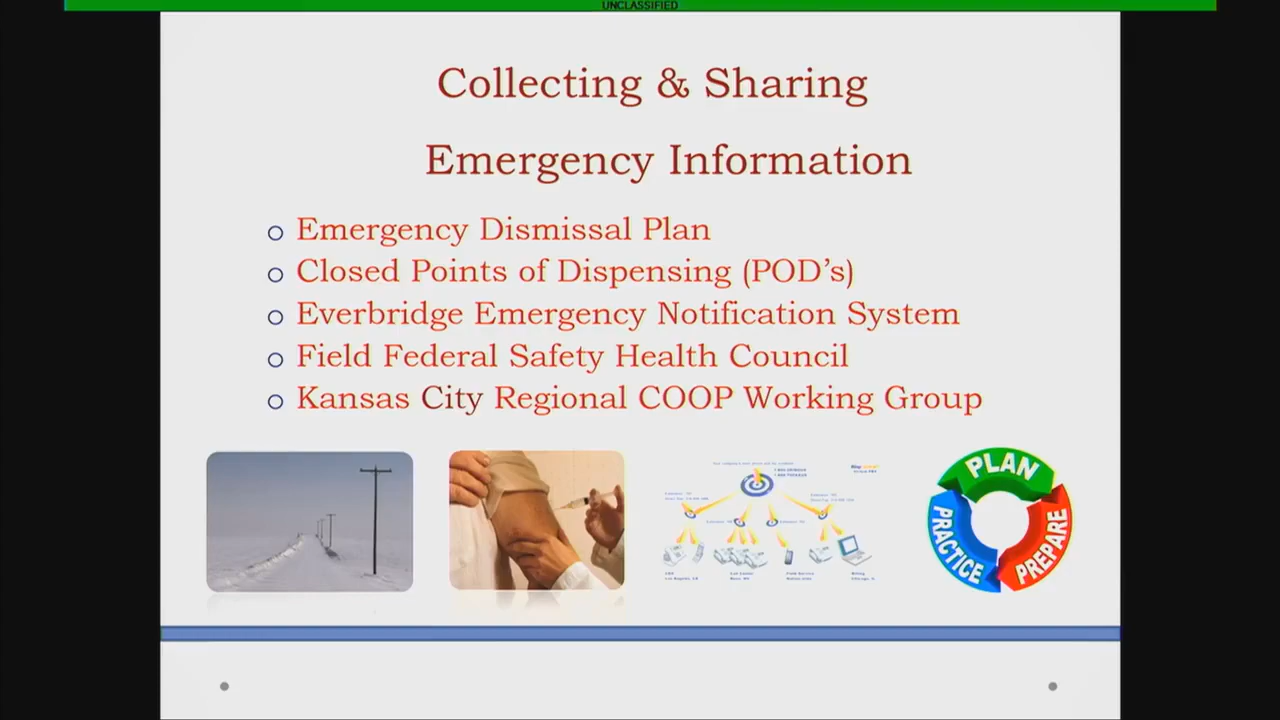 UNCLASSIFIED
Collecting & Sharing
Emergency Information
Emergency Dismissal Plan
Closed Points of Dispensing (POD’s)
Everbridge Emergency Notification System
Field Federal Safety Health Council
Kansas City Regional COOP Working Group
PLAN
PREPARE
PRACTICE